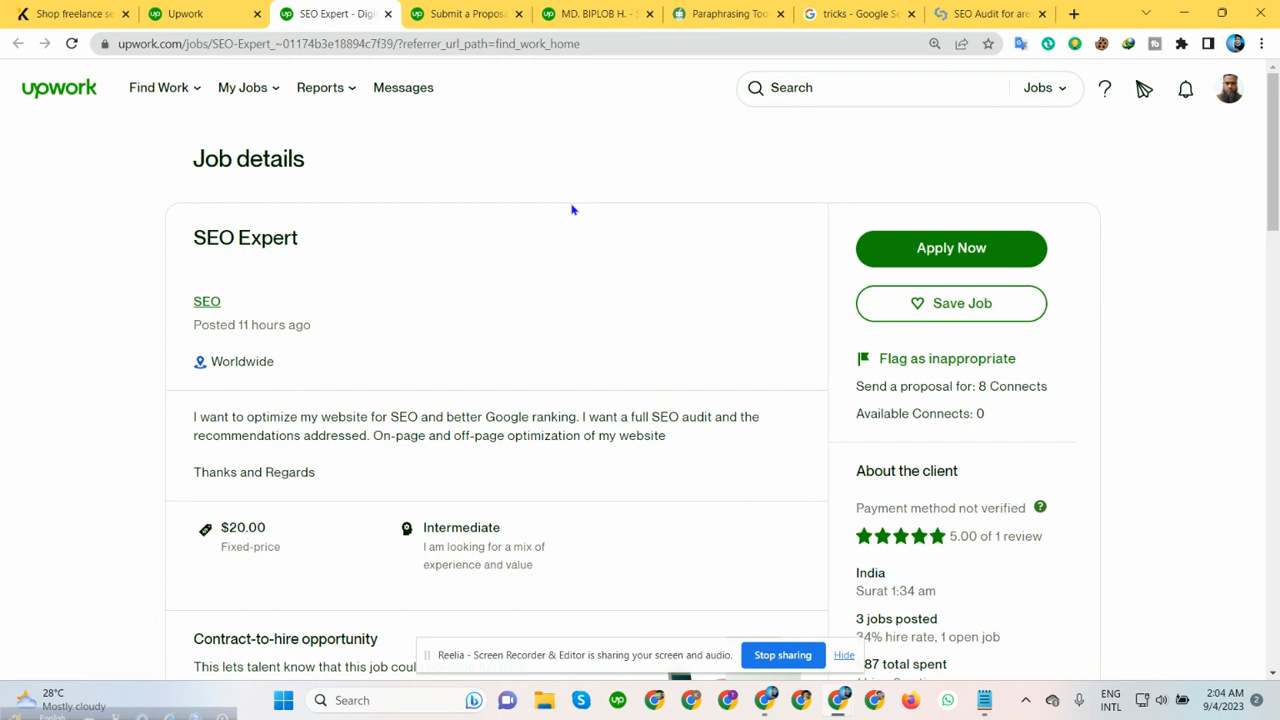 Shop freelance se
Upwork
SEO Expert - Digi
Submit a Proposa
MD. BIPLOB H. - S
Paraphrasing Too
tricks - Google Se
SEO Audit for are
upwork.com/jobs/SEO-Expert_~01174b3e18894c7f39/?referrer_url_path=find_work_home
upwork
Find Work
My Jobs
Reports
Messages
Search
Jobs
Job details
SEO Expert
SEO
Posted 11 hours ago
Worldwide
I want to optimize my website for SEO and better Google ranking. I want a full SEO audit and the
recommendations addressed. On-page and off-page optimization of my website
Thanks and Regards
$20.00
Fixed-price
Intermediate
I am looking for a mix of
experience and value
Contract-to-hire opportunity
This lets talent know that this job coul
Apply Now
Save Job
Flag as inappropriate
Send a proposal for: 8 Connects
Available Connects: 0
About the client
Payment method not verified
5.00 of 1 review
India
Surat 1:34 am
3 jobs posted
34% hire rate, 1 open job
87 total spent
Reelia - Screen Recorder & Editor is sharing your screen and audio.
Stop sharing
Hide
28°C
Mostly cloudy
English
Search
ENG
INTL
2:04 AM
9/4/2023
2